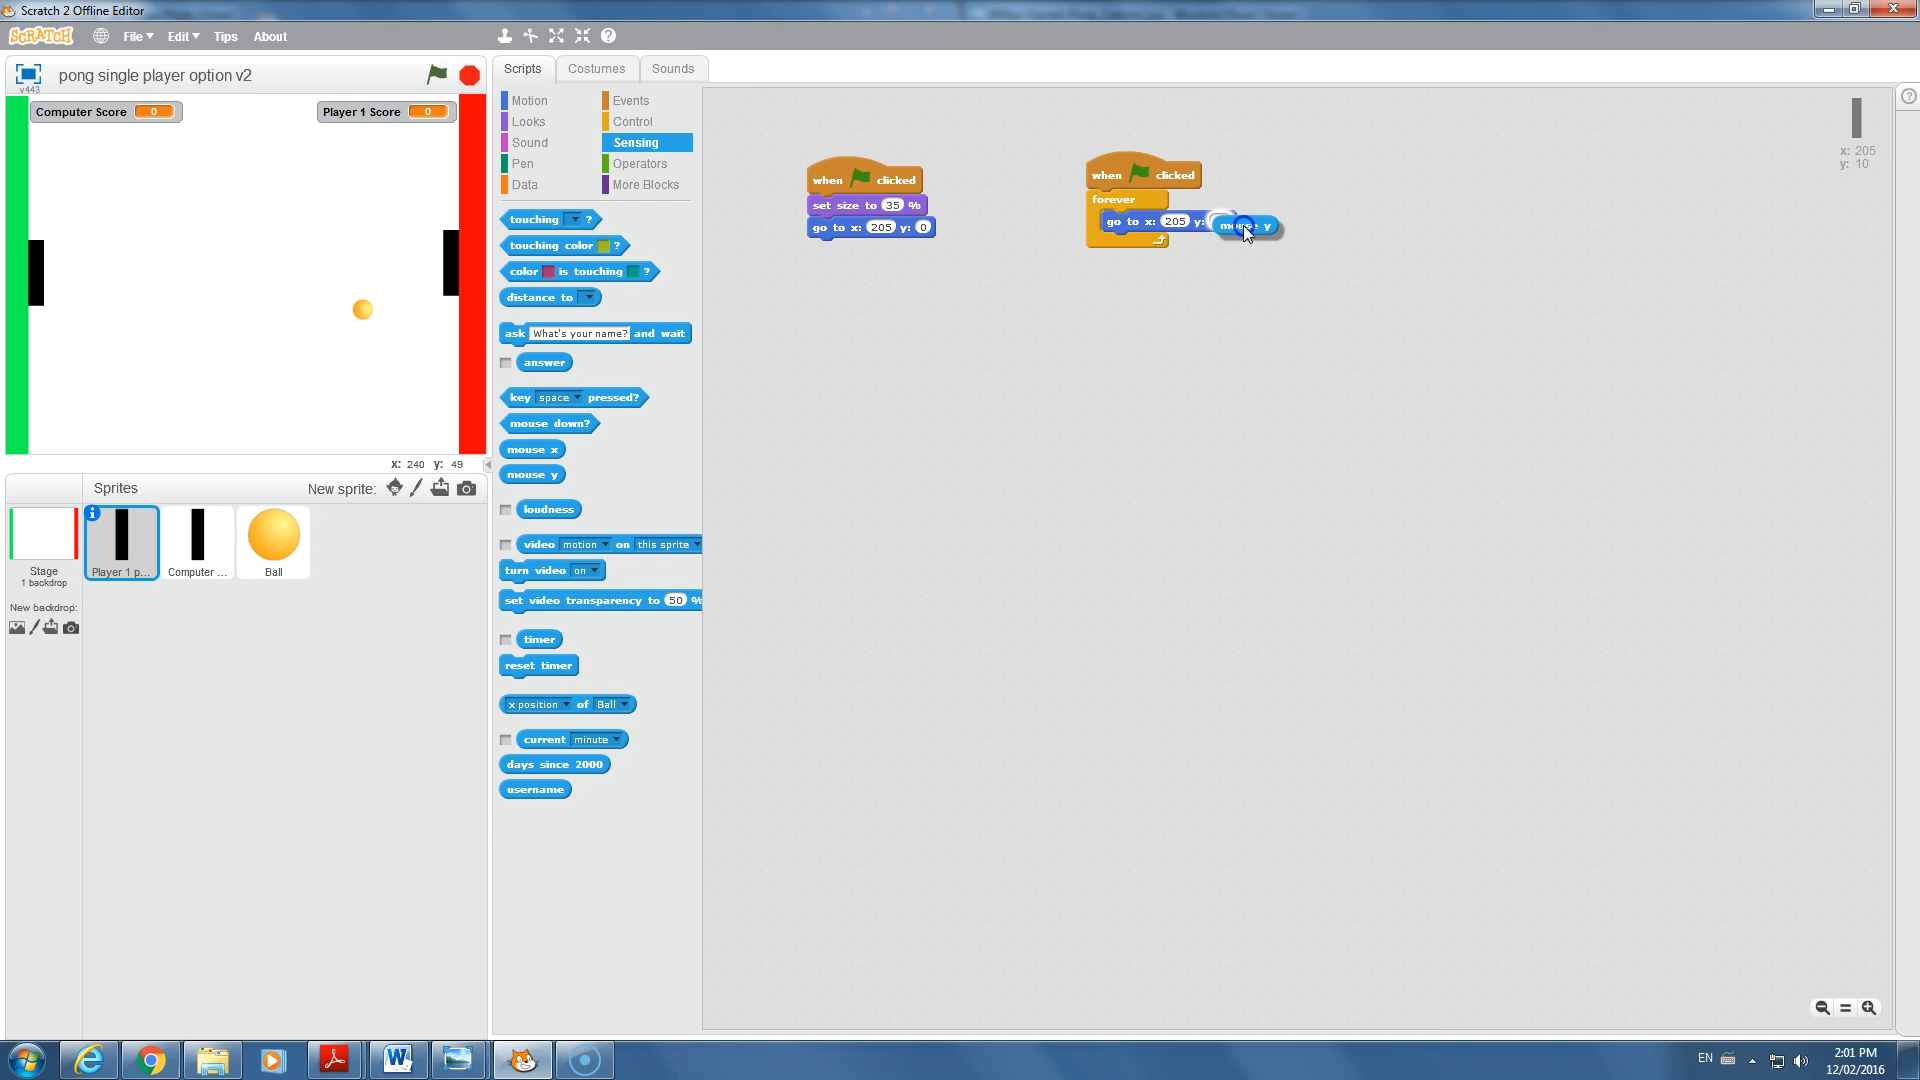 Scratch 2 Offline Editor
SCRATCH File Edit Tips About
v443
pong single player option v2
Computer Score 0
Player 1 Score 0
x: 240 y: 49
Sprites
New sprite:
Stage
1 backdrop
New backdrop:
Player 1 p...
Computer ...
Ball
Scripts Costumes Sounds
Motion Events
Looks Control
Sound Sensing
Pen Operators
Data More Blocks
touching ?
touching color ?
color is touching ?
distance to
ask What's your name? and wait
answer
key space pressed?
mouse down?
mouse x
mouse y
loudness
video motion on this sprite
turn video on
set video transparency to 50 %
timer
reset timer
x position of Ball
current minute
days since 2000
username
when clicked
set size to 35 %
go to x: 205 y: 0
when clicked
forever
go to x: 205 y: mouse y
x: 205
y: 10
EN
2:01 PM
12/02/2016